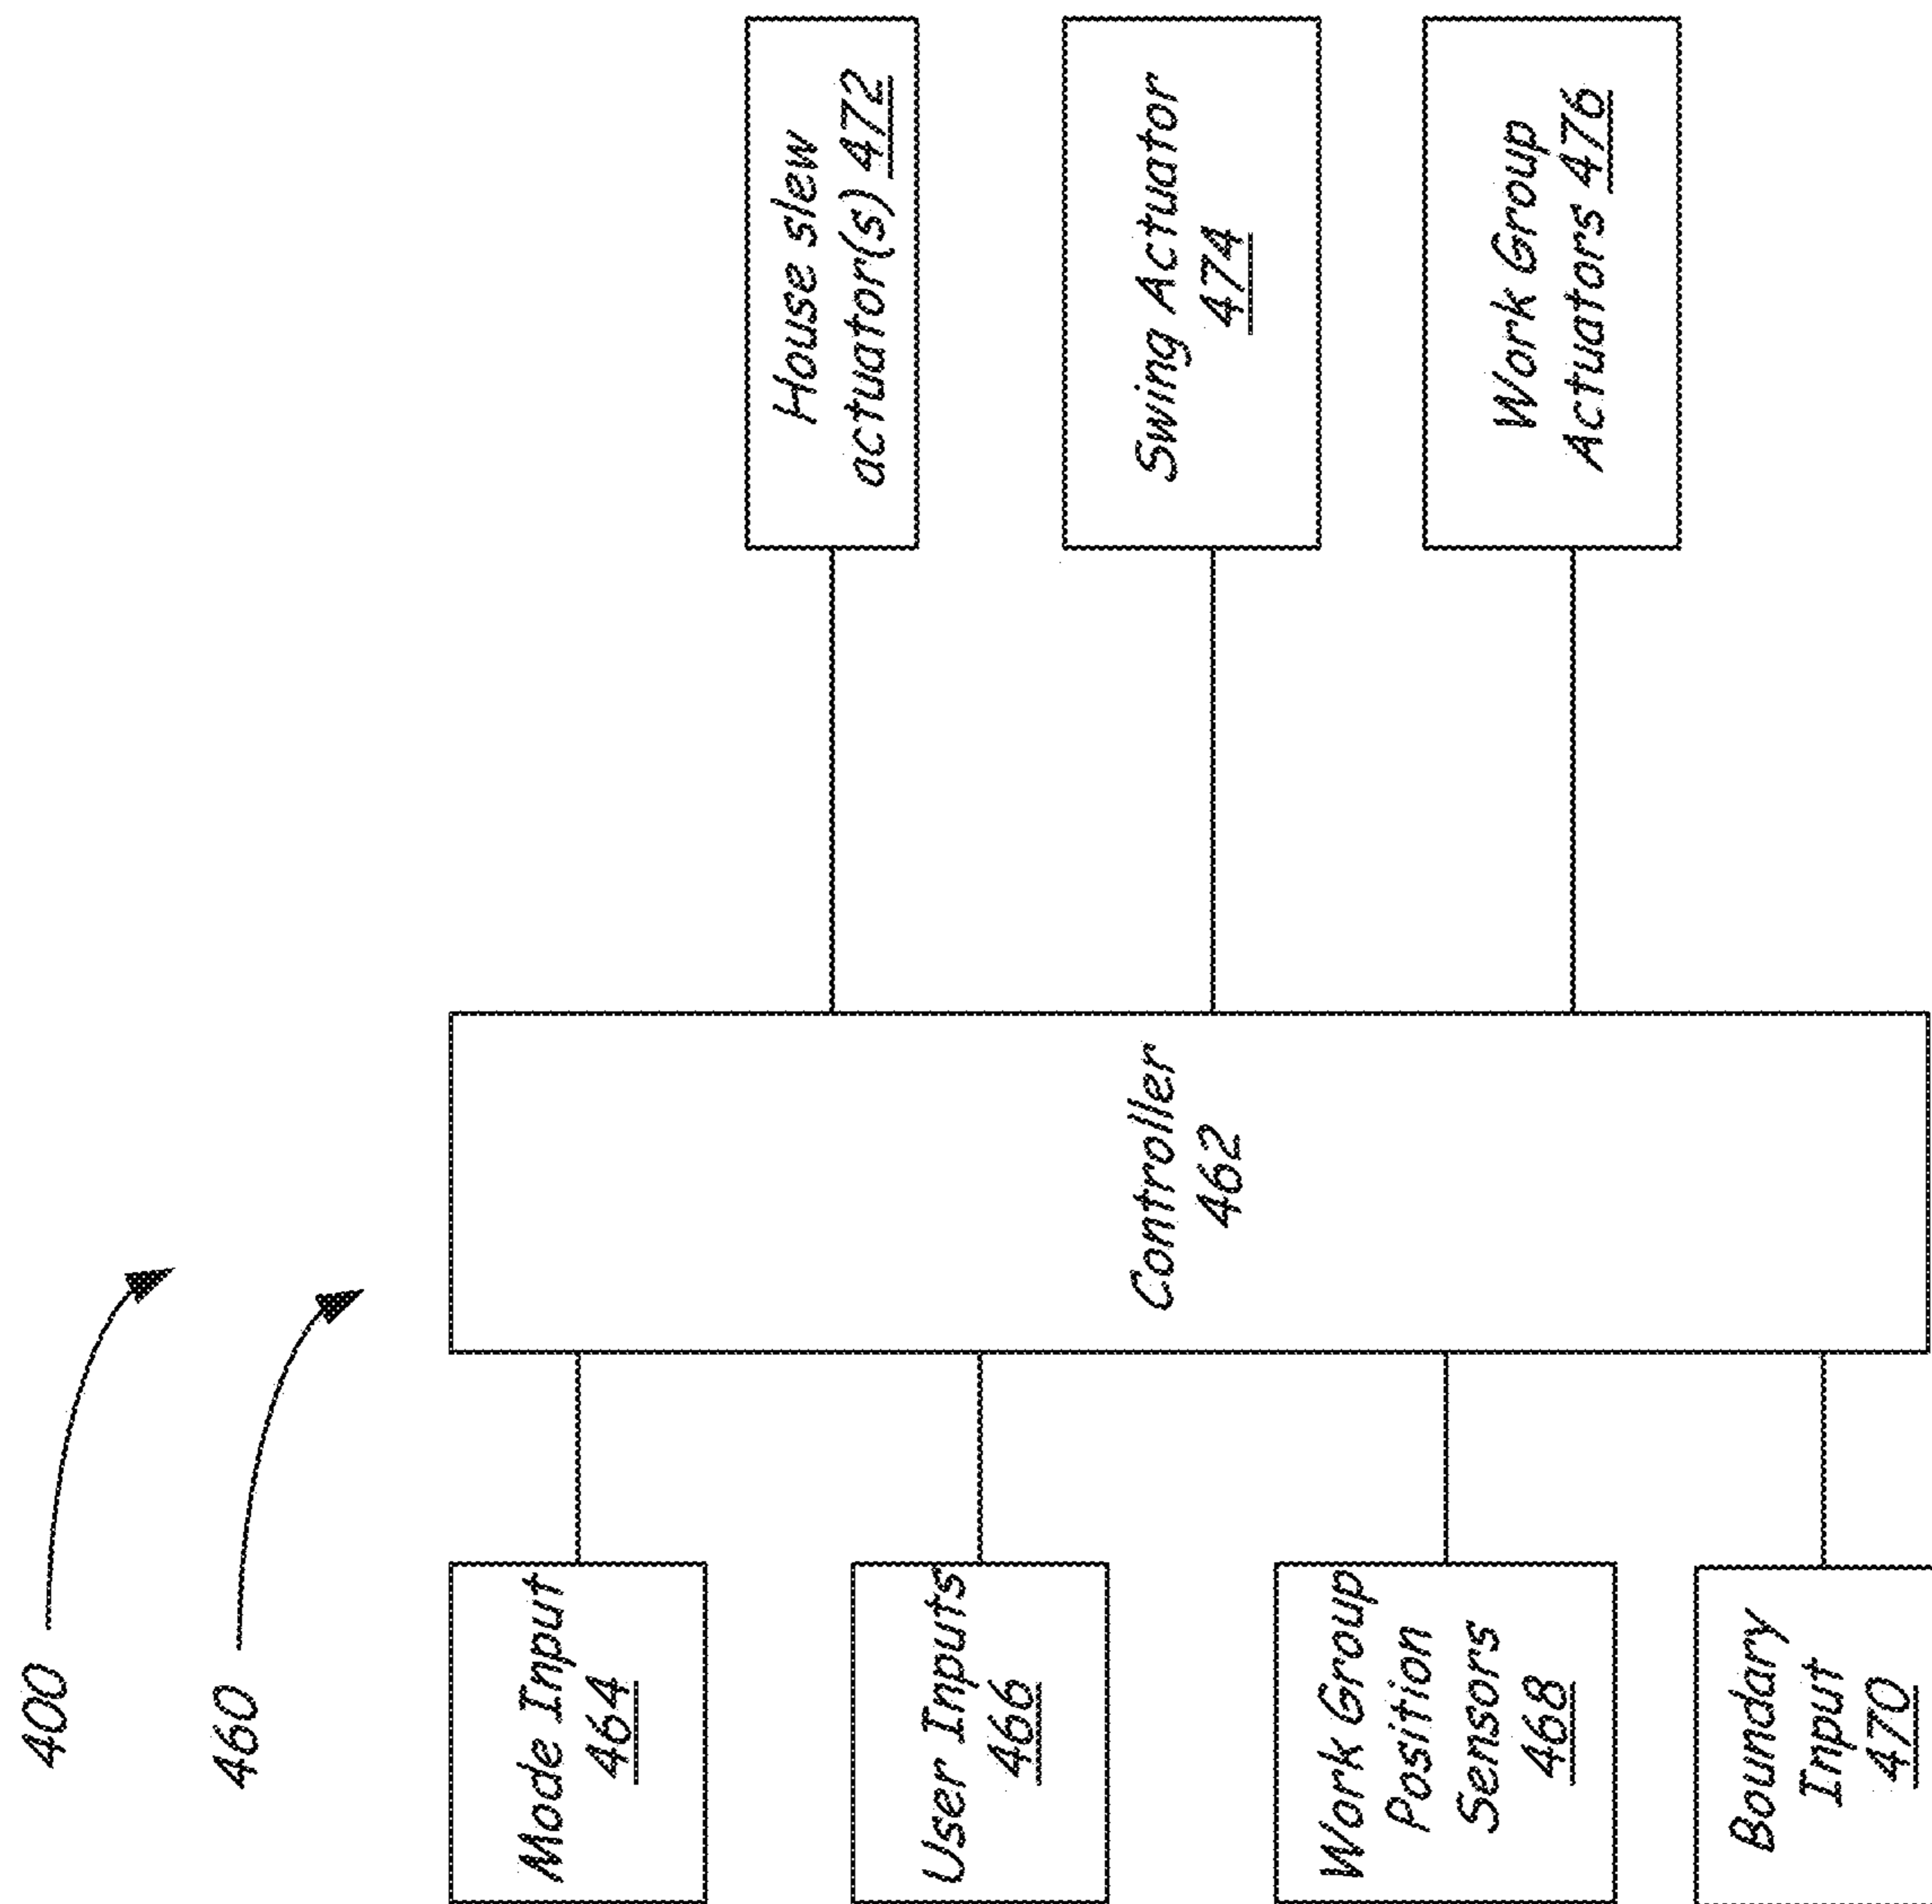 400
460
Mode Input
464
User Inputs
466
Work Group
Position
Sensors
468
Boundary
Input
470
Controller
462
House slew
actuator(s) 472
Swing Actuator
474
Work Group
Actuators 476